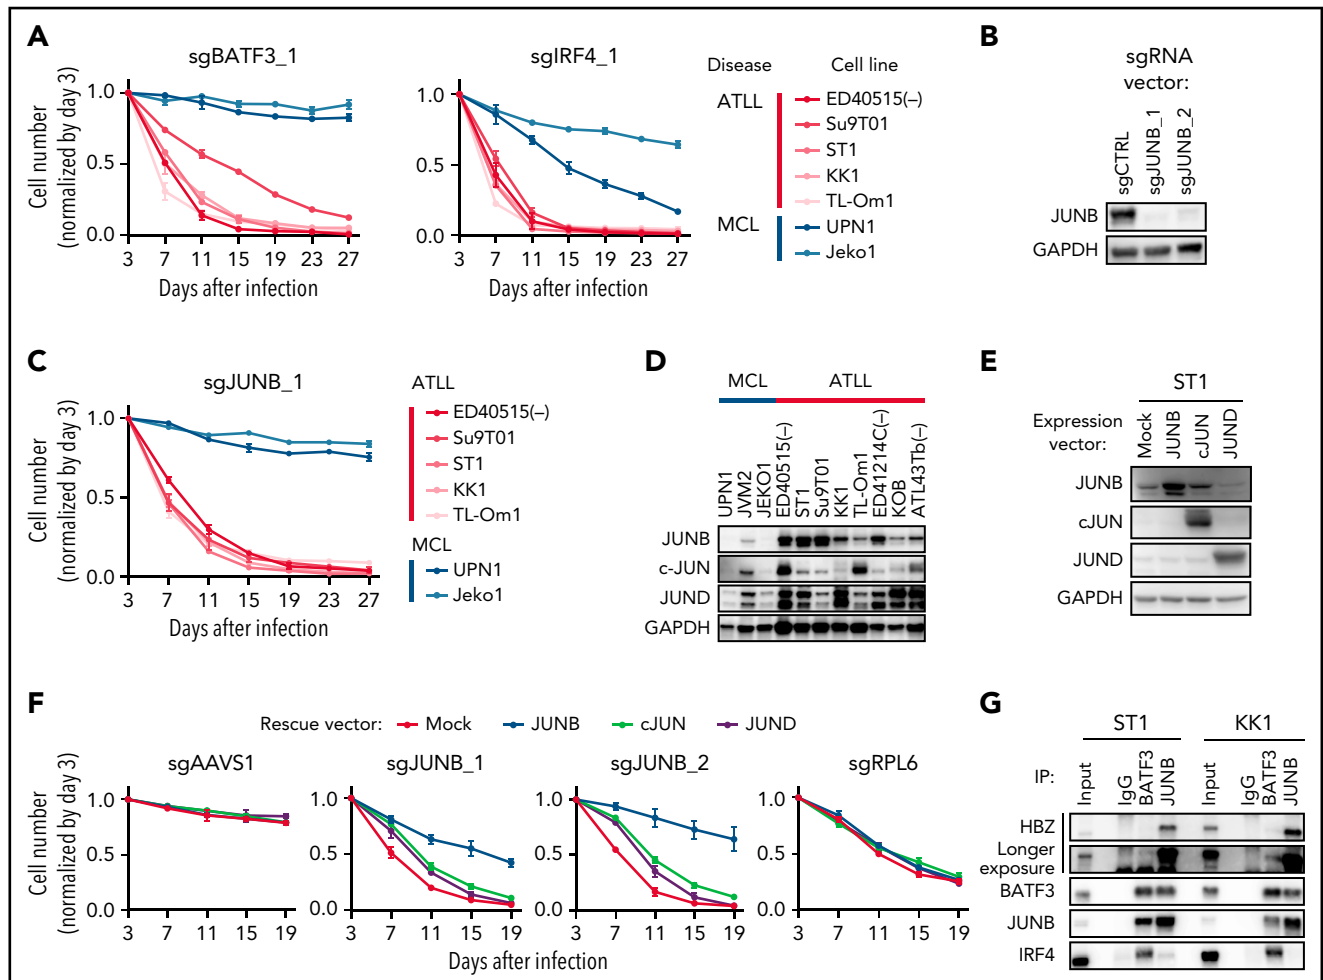 A
sgBATF3_1
Cell number
(normalized by day 3)
1.0
0.5
0.0
3 7 11 15 19 23 27
Days after infection
sgIRF4_1
1.0
0.5
0.0
3 7 11 15 19 23 27
Days after infection
Disease Cell line
ATLL
ED40515(–)
Su9T01
ST1
KK1
TL-Om1
MCL
UPN1
Jeko1
B
sgRNA
vector:
sgCTRL
sgJUNB_1
sgJUNB_2
JUNB
GAPDH
C
sgJUNB_1
Cell number
(normalized by day 3)
1.0
0.5
0.0
3 7 11 15 19 23 27
Days after infection
ATLL
ED40515(–)
Su9T01
ST1
KK1
TL-Om1
MCL
UPN1
Jeko1
D
MCL ATLL
UPN1
JVM2
JEKO1
ED40515(–)
ST1
Su9T01
KK1
TL-Om1
ED41214C(–)
KOB
ATL43Tb(–)
JUNB
c-JUN
JUND
GAPDH
E
ST1
Expression
vector:
Mock
JUNB
cJUN
JUND
JUNB
cJUN
JUND
GAPDH
F
Rescue vector: Mock JUNB cJUN JUND
Cell number
(normalized by day 3)
sgAAVS1
1.0
0.5
0
3 7 11 15 19
sgJUNB_1
1.0
0.5
0.0
3 7 11 15 19
sgJUNB_2
1.0
0.5
0.0
3 7 11 15 19
sgRPL6
1.0
0.5
0.0
3 7 11 15 19
Days after infection
G
ST1 KK1
IP:
Input
IgG
BATF3
JUNB
Input
IgG
BATF3
JUNB
HBZ
Longer
exposure
BATF3
JUNB
IRF4